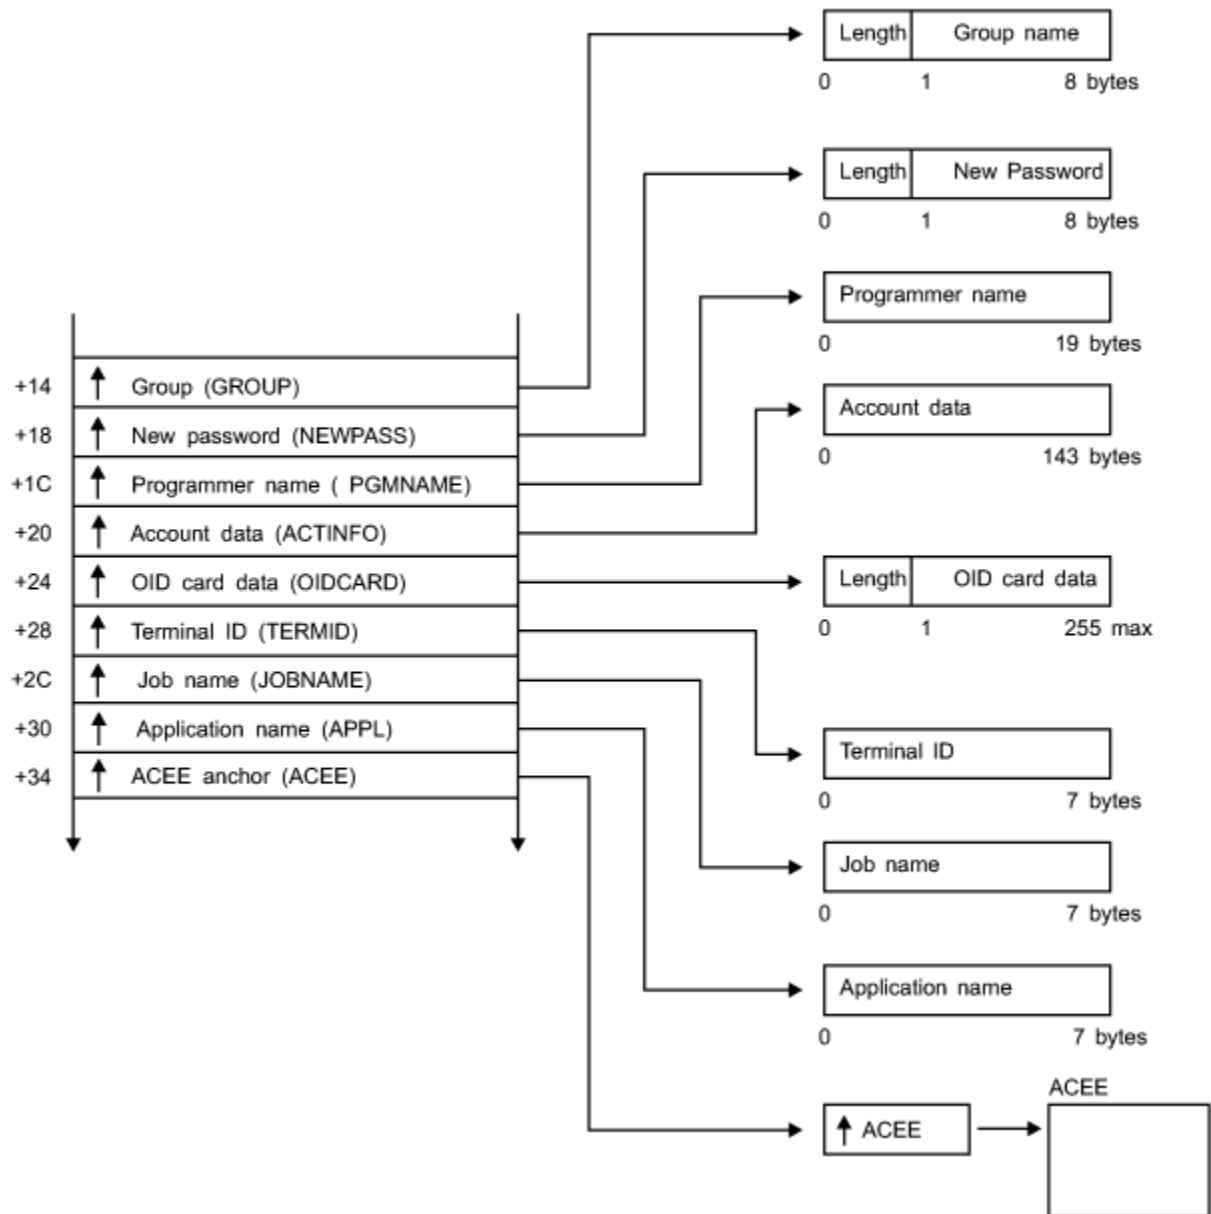 Length Group name
0 1 8 bytes
Length New Password
0 1 8 bytes
Programmer name
0 19 bytes
Account data
0 143 bytes
+14 Group (GROUP)
+18 New password (NEWPASS)
+1C Programmer name ( PGMNAME)
+20 Account data (ACTINFO)
+24 OID card data (OIDCARD)
+28 Terminal ID (TERMID)
+2C Job name (JOBNAME)
+30 Application name (APPL)
+34 ACEE anchor (ACEE)
Length OID card data
0 1 255 max
Terminal ID
0 7 bytes
Job name
0 7 bytes
Application name
0 7 bytes
ACEE
ACEE